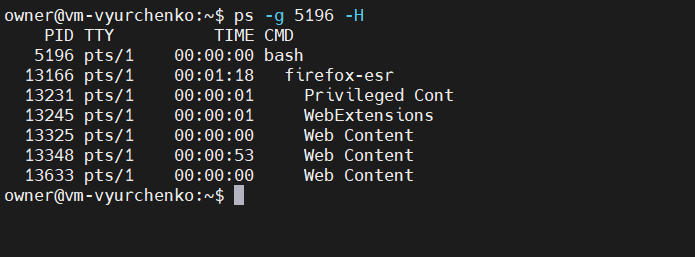 owner@vm-vyurchenko:~$ ps -g 5196 -H
PID TTY TIME CMD
5196 pts/1 00:00:00 bash
13166 pts/1 00:01:18 firefox-esr
13231 pts/1 00:00:01 Privileged Cont
13245 pts/1 00:00:01 WebExtensions
13325 pts/1 00:00:00 Web Content
13348 pts/1 00:00:53 Web Content
13633 pts/1 00:00:00 Web Content
owner@vm-vyurchenko:~$